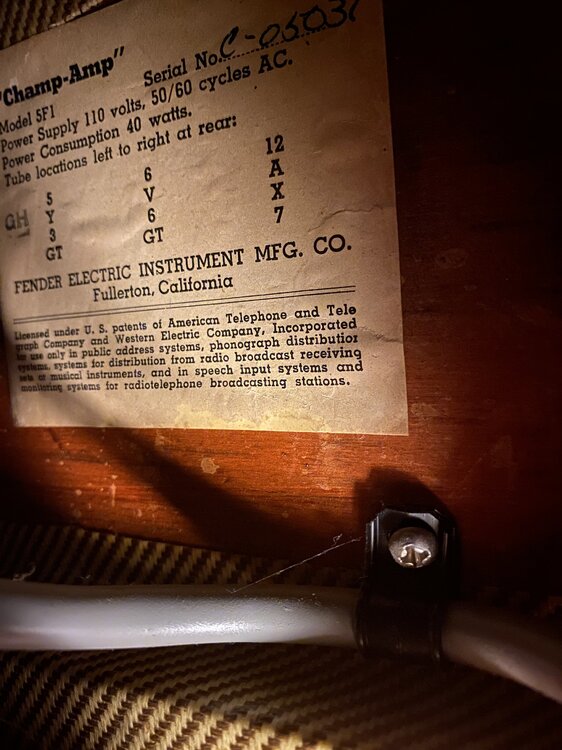 "Champ-Amp" Serial No. C-05031
Model 5F1
Power Supply 110 volts, 50/60 cycles AC.
Power Consumption 40 watts.
Tube locations left to right at rear:
5 6 12
GH Y V A
3 6 X
GT GT 7
FENDER ELECTRIC INSTRUMENT MFG. CO.
Fullerton, California
Licensed under U. S. patents of American Telephone and Tele
graph Company and Western Electric Company, Incorporated
for use only in public address systems, phonograph distribution
systems, systems for distribution from radio broadcast receiving
sets or musical instruments, and in speech input systems and
monitoring systems for radiotelephone broadcasting stations.